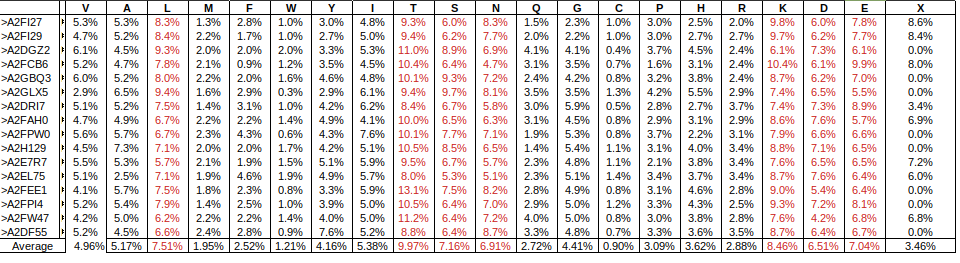 V A L M F W Y I T S N Q G C P H R K D E X
>A2FI27 5.3% 5.3% 8.3% 1.3% 2.8% 1.0% 3.0% 4.8% 9.3% 6.0% 8.3% 1.5% 2.3% 1.0% 3.0% 2.5% 2.0% 9.8% 6.0% 7.8% 8.6%
>A2FI29 4.7% 5.2% 8.4% 2.2% 1.7% 1.0% 2.7% 5.0% 9.4% 6.2% 7.7% 2.0% 2.2% 1.0% 3.0% 2.7% 2.7% 9.7% 6.2% 7.7% 8.4%
>A2DGZ2 6.1% 4.5% 9.3% 2.0% 2.0% 2.0% 3.3% 5.3% 11.0% 8.9% 6.9% 4.1% 4.1% 0.4% 3.7% 4.5% 2.4% 6.1% 7.3% 6.1% 0.0%
>A2FCB6 5.2% 4.7% 7.8% 2.1% 0.9% 1.2% 3.5% 4.5% 10.4% 6.4% 4.7% 3.1% 3.5% 0.7% 1.6% 3.1% 2.4% 10.4% 6.1% 9.9% 8.0%
>A2GBQ3 6.0% 5.2% 8.0% 2.2% 2.0% 1.6% 4.6% 4.8% 10.1% 9.3% 7.2% 2.4% 4.2% 0.8% 3.2% 3.8% 2.4% 8.7% 6.2% 7.0% 0.0%
>A2GLX5 2.9% 6.5% 9.4% 1.6% 2.9% 0.3% 2.9% 6.1% 9.4% 9.7% 8.1% 3.5% 3.5% 1.3% 4.2% 5.5% 2.9% 7.4% 6.5% 5.5% 0.0%
>A2DRI7 5.1% 5.2% 7.5% 1.4% 3.1% 1.0% 4.2% 6.2% 8.4% 6.7% 5.8% 3.0% 5.9% 0.5% 2.8% 2.7% 3.7% 7.4% 7.3% 8.9% 3.4%
>A2FAH0 4.7% 4.9% 6.7% 2.2% 2.2% 1.4% 4.9% 4.1% 10.0% 6.5% 6.3% 3.1% 4.5% 0.8% 2.9% 3.1% 2.9% 8.6% 7.6% 5.7% 6.9%
>A2FPW0 5.6% 5.7% 6.7% 2.3% 4.3% 0.6% 4.3% 7.6% 10.1% 7.7% 7.1% 1.9% 5.3% 0.8% 3.7% 2.2% 3.1% 7.9% 6.6% 6.6% 0.0%
>A2H129 4.5% 7.3% 7.1% 2.0% 2.0% 1.7% 4.2% 5.1% 10.5% 8.5% 6.5% 1.4% 5.4% 1.1% 3.1% 4.0% 3.4% 8.8% 7.1% 6.5% 0.0%
>A2E7R7 5.5% 5.3% 5.7% 2.1% 1.9% 1.5% 5.1% 5.9% 9.5% 6.7% 5.7% 2.3% 4.8% 1.1% 2.1% 3.8% 3.4% 7.6% 6.5% 6.5% 7.2%
>A2EL75 5.1% 2.5% 7.1% 1.9% 4.6% 1.9% 4.9% 5.7% 8.0% 5.3% 5.1% 2.3% 5.1% 1.4% 3.4% 3.7% 3.4% 8.7% 7.6% 6.4% 6.0%
>A2FEE1 4.1% 5.7% 7.5% 1.8% 2.3% 0.8% 3.3% 5.9% 13.1% 7.5% 8.2% 2.8% 4.9% 0.8% 3.1% 4.6% 2.8% 9.0% 5.4% 6.4% 0.0%
>A2FPI4 5.2% 5.4% 7.9% 1.4% 2.5% 1.0% 3.9% 5.0% 10.5% 6.4% 7.0% 2.9% 5.0% 1.2% 3.3% 4.3% 2.5% 9.3% 7.2% 8.1% 0.0%
>A2FW47 4.2% 5.0% 6.2% 2.2% 2.2% 1.4% 4.0% 5.0% 11.2% 6.4% 7.2% 4.0% 5.0% 0.8% 3.0% 3.8% 2.8% 7.6% 4.2% 6.8% 6.8%
>A2DF55 5.2% 4.5% 6.6% 2.4% 2.8% 0.9% 7.6% 5.2% 8.8% 6.4% 8.7% 3.3% 4.8% 0.7% 3.3% 3.6% 3.5% 8.7% 6.4% 6.7% 0.0%
Average 4.96% 5.17% 7.51% 1.95% 2.52% 1.21% 4.16% 5.38% 9.97% 7.16% 6.91% 2.72% 4.41% 0.90% 3.09% 3.62% 2.88% 8.46% 6.51% 7.04% 3.46%